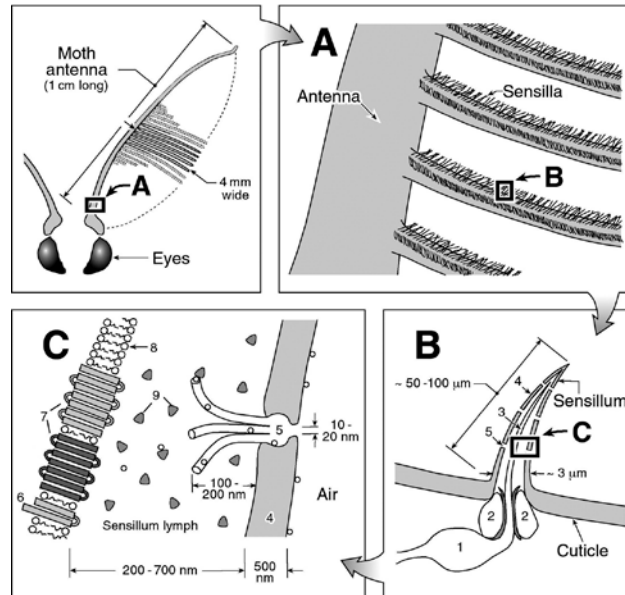 Moth
antenna
(1 cm long)
A
4 mm
wide
Eyes
A
Antenna
Sensilla
B
C
8
7
9
6
5
10 -
20 nm
100 -
200 nm
Air
4
Sensillum lymph
200 - 700 nm
500
nm
B
~ 50-100 µm
4
Sensillum
3
C
5
~ 3 µm
2
2
1
Cuticle